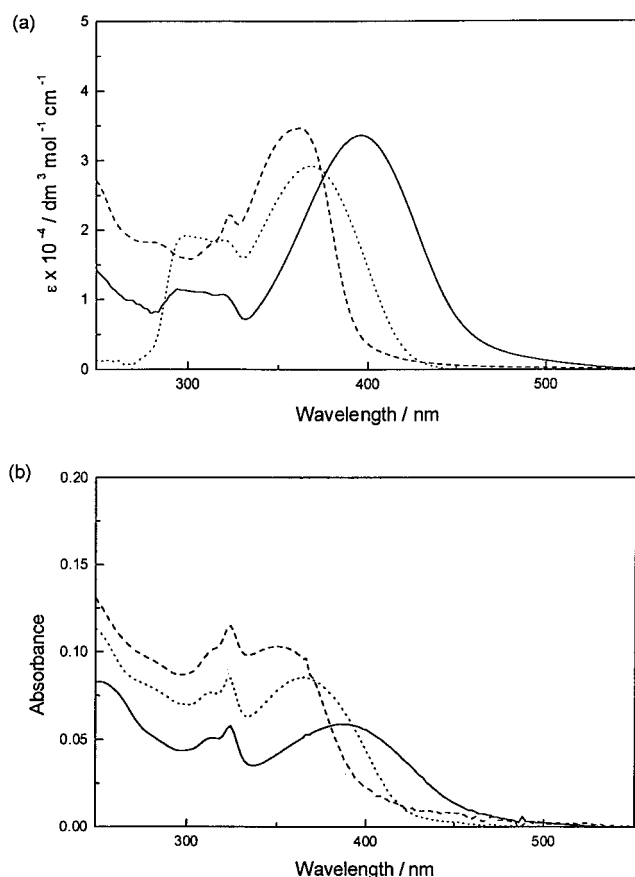 (a)
5
4
3
2
1
0
ε x 10⁻⁴ / dm³ mol⁻¹ cm⁻¹
300
400
500
Wavelength / nm
(b)
0.20
0.15
0.10
0.05
0.00
Absorbance
300
400
500
Wavelength / nm